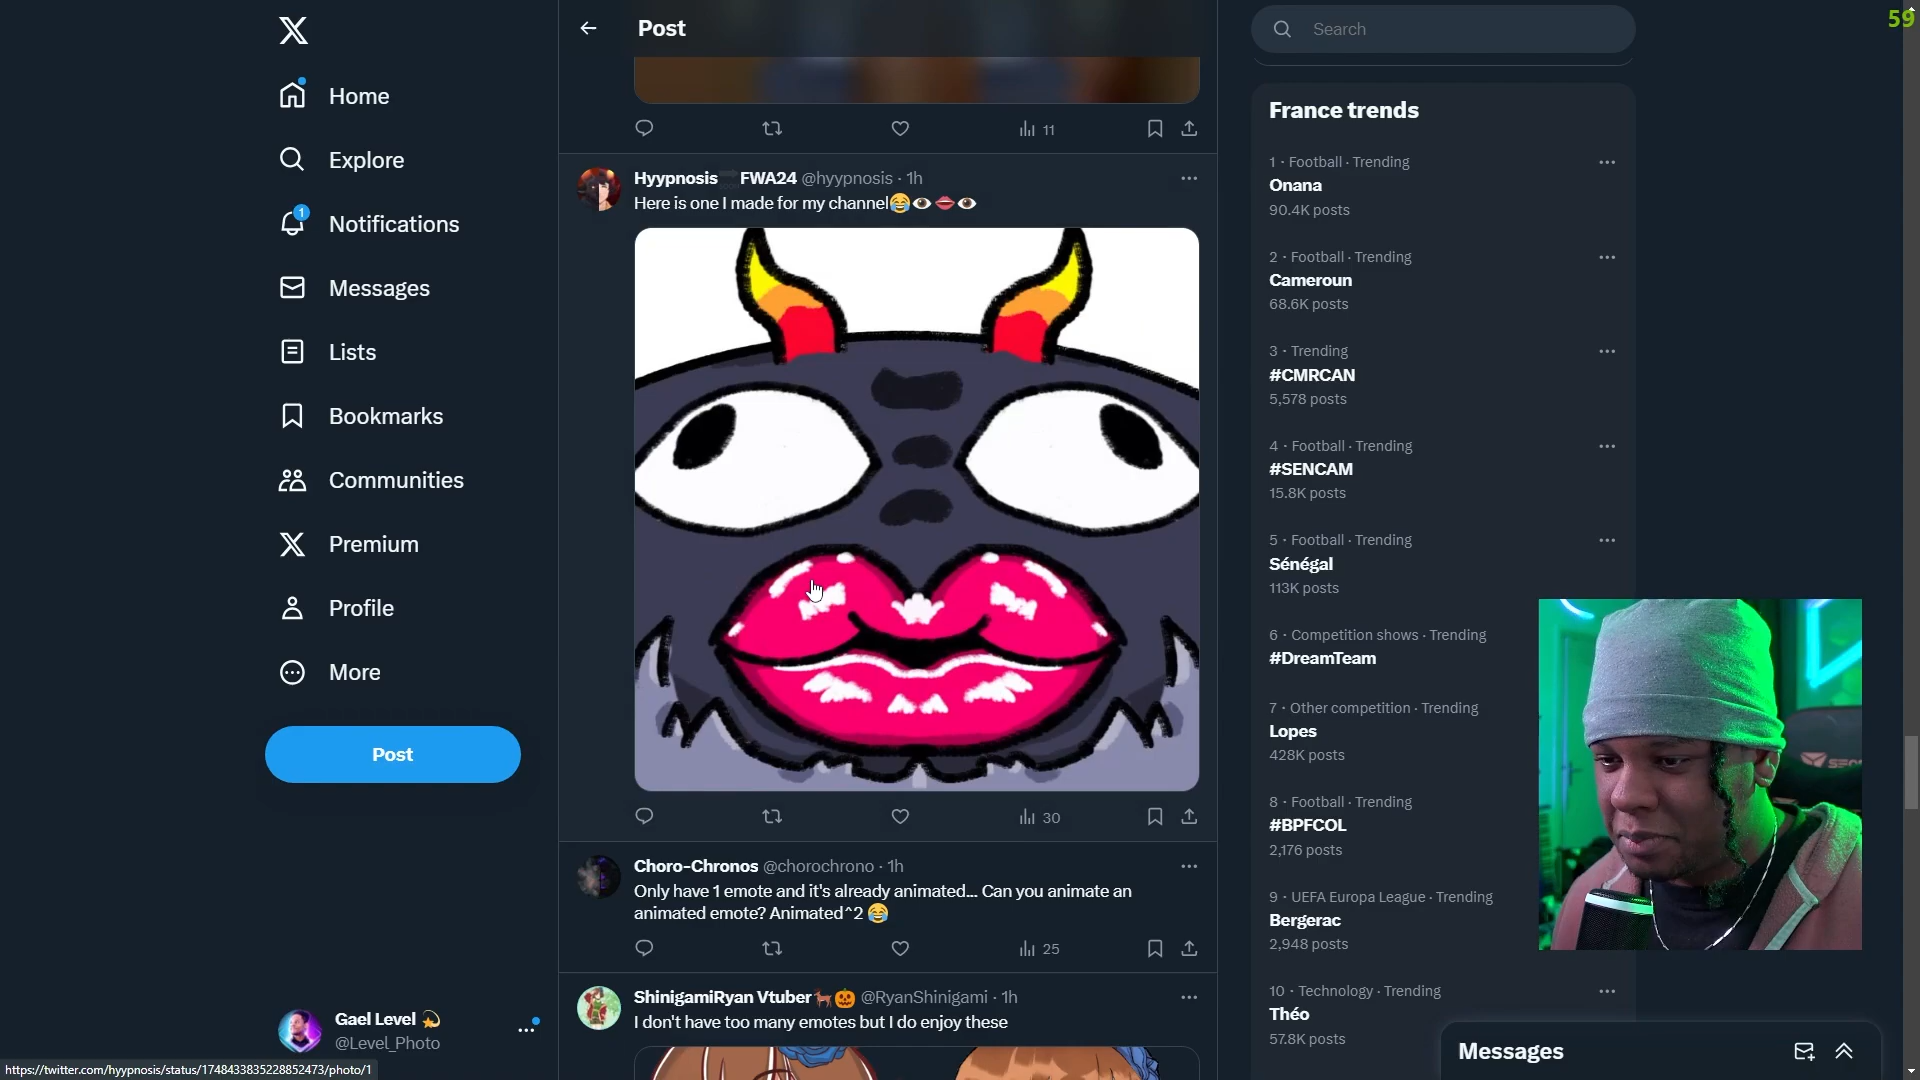 59
Home
Explore
1
Notifications
Messages
Lists
Bookmarks
Communities
Premium
Profile
More
Post
Gael Level
@Level_Photo
https://twitter.com/hyypnosis/status/1748433835228852473/photo/1
Post
11
Hyypnosis FWA24 @hyypnosis · 1h
Here is one I made for my channel😂👁️👄👁️
30
Choro-Chronos @chorochrono · 1h
Only have 1 emote and it's already animated... Can you animate an
animated emote? Animated^2 😂
25
ShinigamiRyan Vtuber🐕‍🦺🎃 @RyanShinigami · 1h
I don't have too many emotes but I do enjoy these
Search
France trends
1 · Football · Trending
Onana
90.4K posts
2 · Football · Trending
Cameroun
68.6K posts
3 · Trending
#CMRCAN
5,578 posts
4 · Football · Trending
#SENCAM
15.8K posts
5 · Football · Trending
Sénégal
113K posts
6 · Competition shows · Trending
#DreamTeam
7 · Other competition · Trending
Lopes
428K posts
8 · Football · Trending
#BPFCOL
2,176 posts
9 · UEFA Europa League · Trending
Bergerac
2,948 posts
10 · Technology · Trending
Théo
57.8K posts
Messages